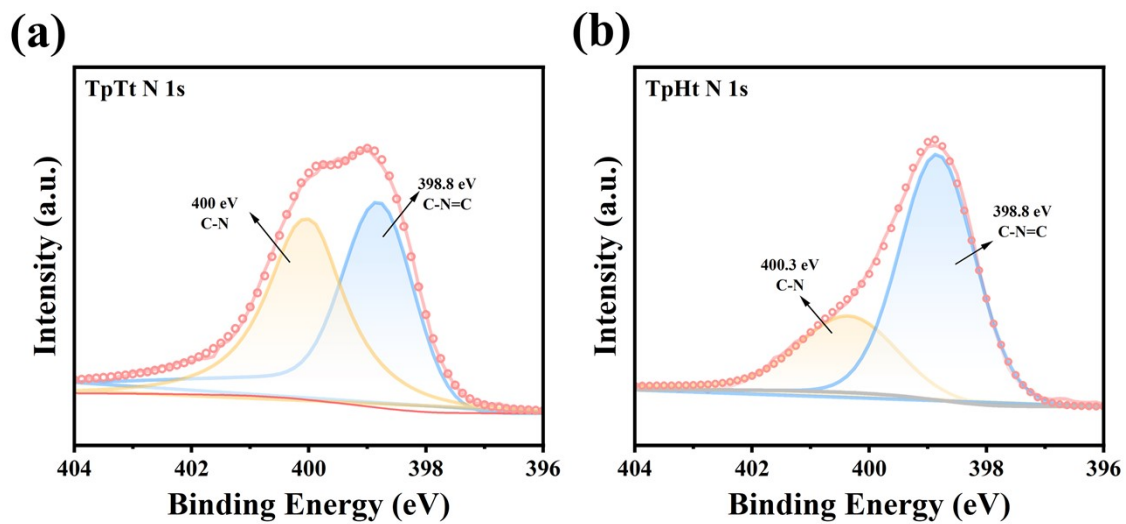 (a)
TpTt N 1s
400 eV
C-N
398.8 eV
C-N=C
Intensity (a.u.)
404
402
400
398
396
Binding Energy (eV)
(b)
TpHt N 1s
400.3 eV
C-N
398.8 eV
C-N=C
Intensity (a.u.)
404
402
400
398
396
Binding Energy (eV)